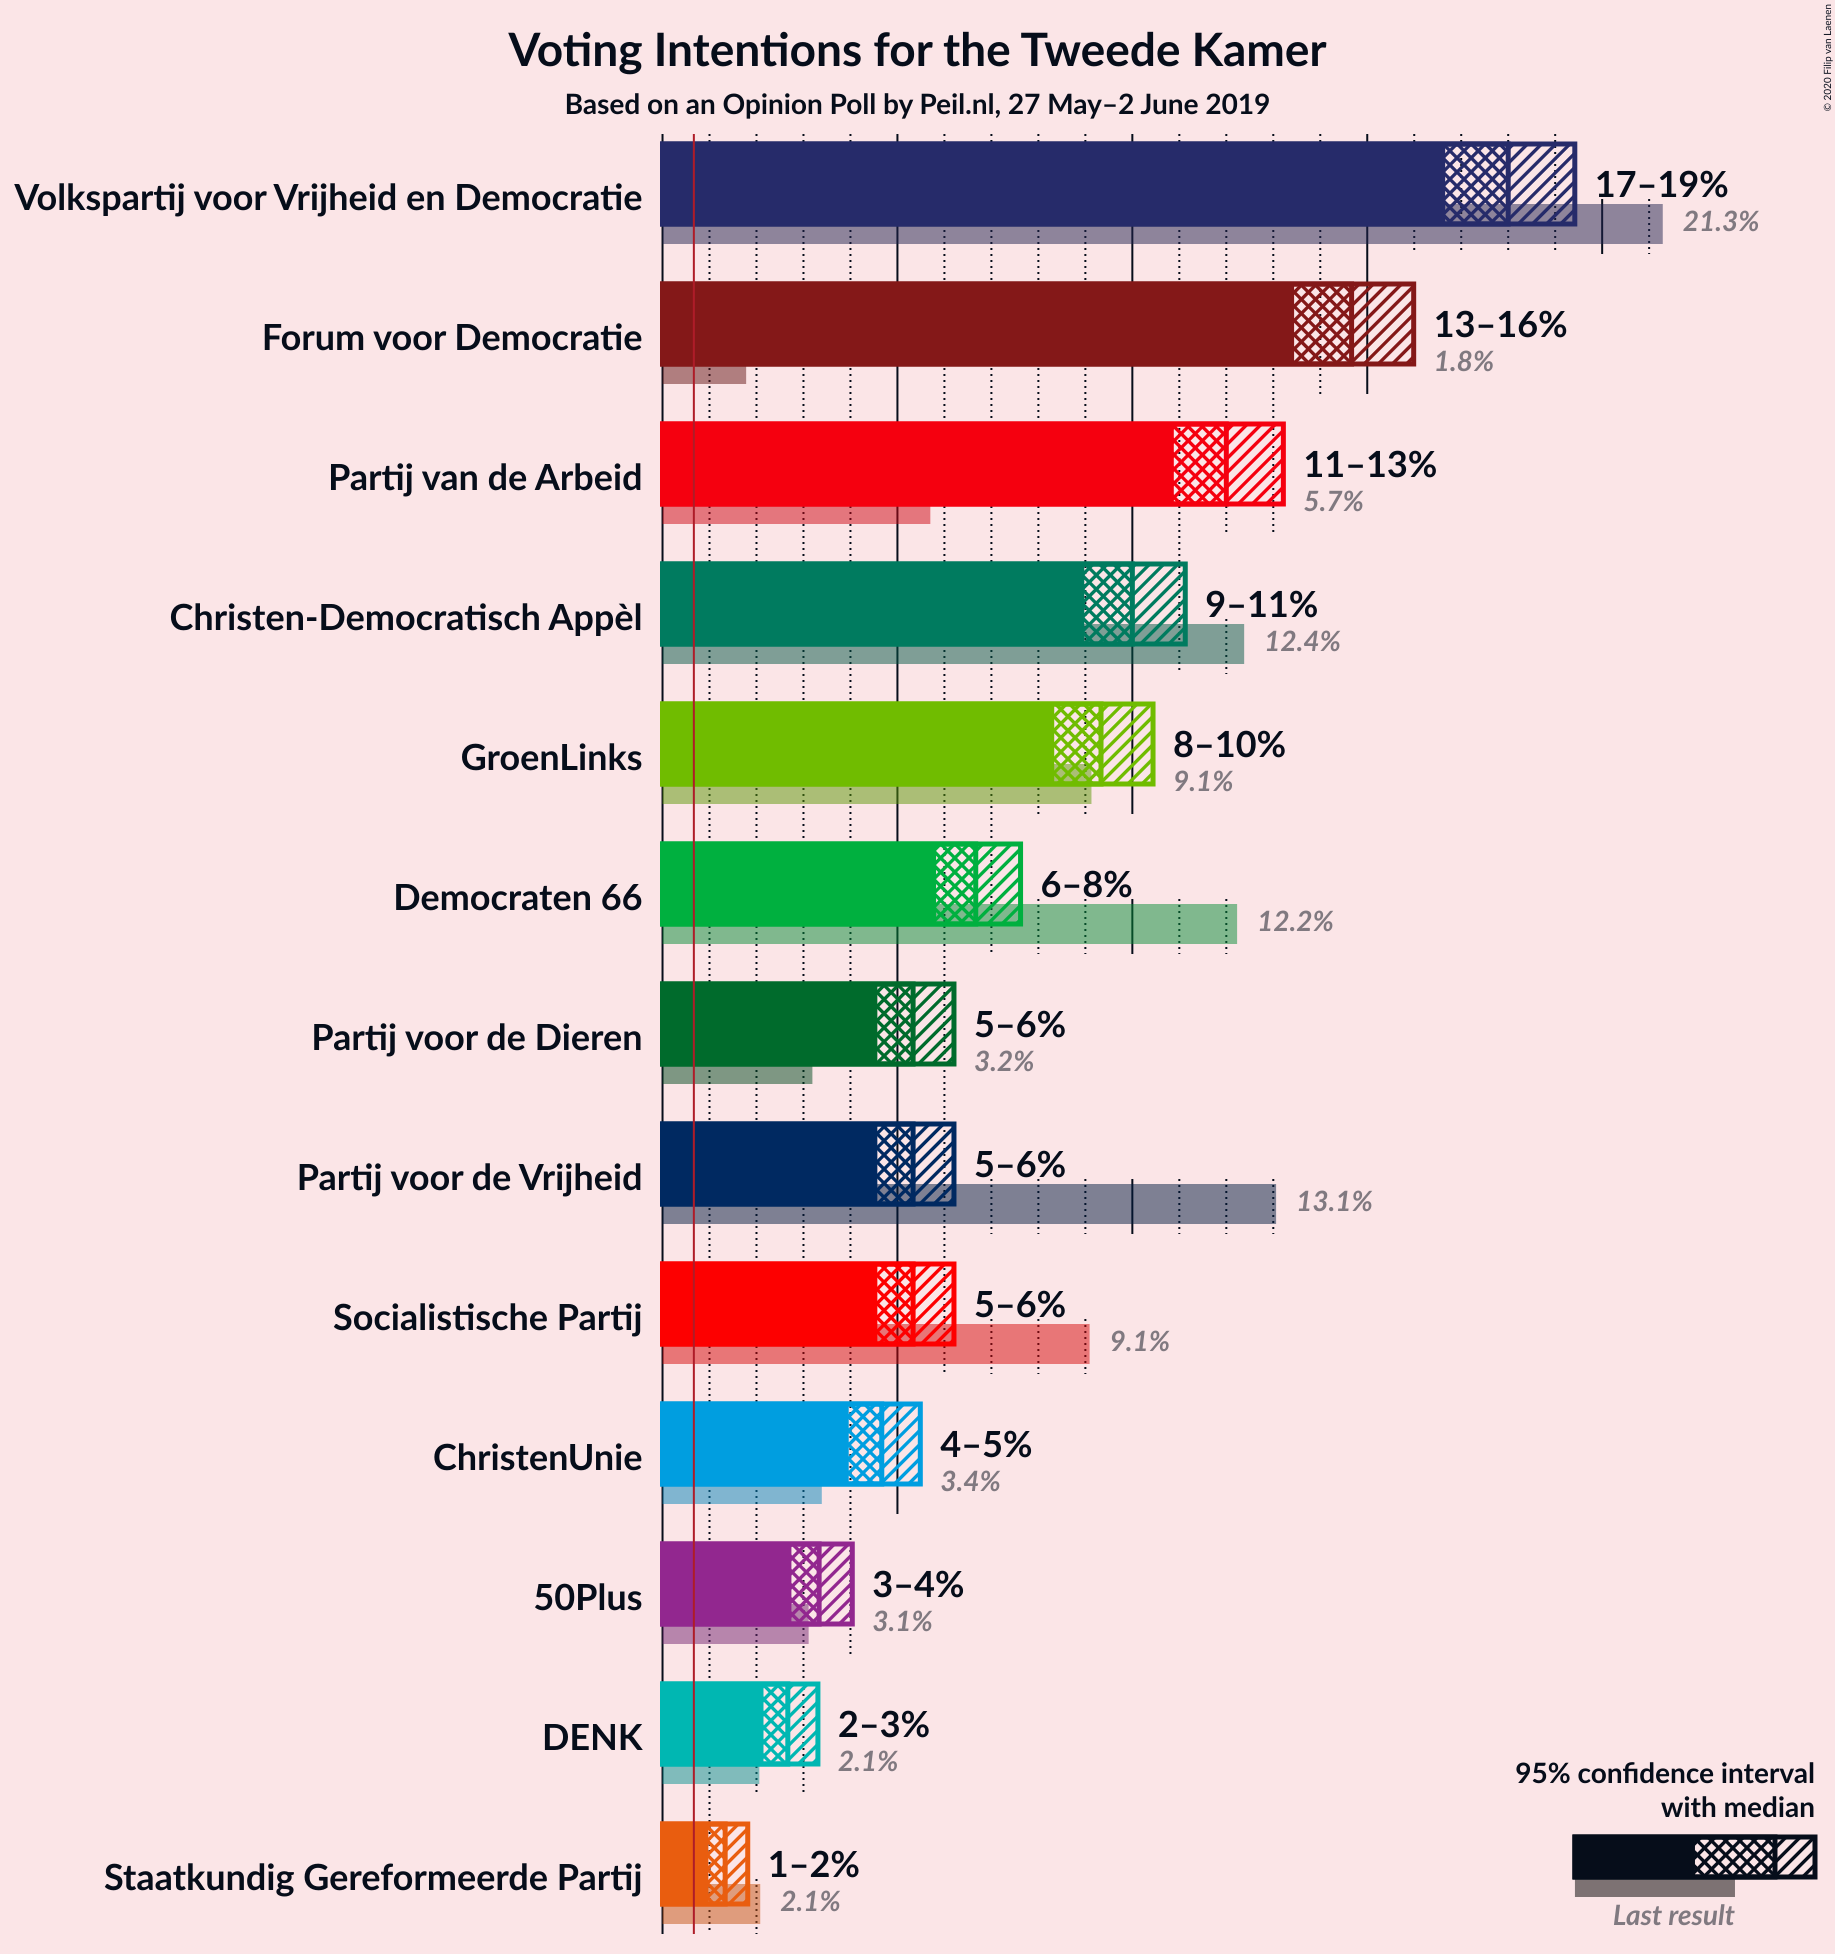 Voting Intentions for the Tweede Kamer
Based on an Opinion Poll by Peil.nl, 27 May–2 June 2019
© 2020 Filip van Laenen
Volkspartij voor Vrijheid en Democratie
17–19%
21.3%
Forum voor Democratie
13–16%
1.8%
Partij van de Arbeid
11–13%
5.7%
Christen-Democratisch Appèl
9–11%
12.4%
GroenLinks
8–10%
9.1%
Democraten 66
6–8%
12.2%
Partij voor de Dieren
5–6%
3.2%
Partij voor de Vrijheid
5–6%
13.1%
Socialistische Partij
5–6%
9.1%
ChristenUnie
4–5%
3.4%
50Plus
3–4%
3.1%
DENK
2–3%
2.1%
Staatkundig Gereformeerde Partij
1–2%
2.1%
95% confidence interval
with median
Last result